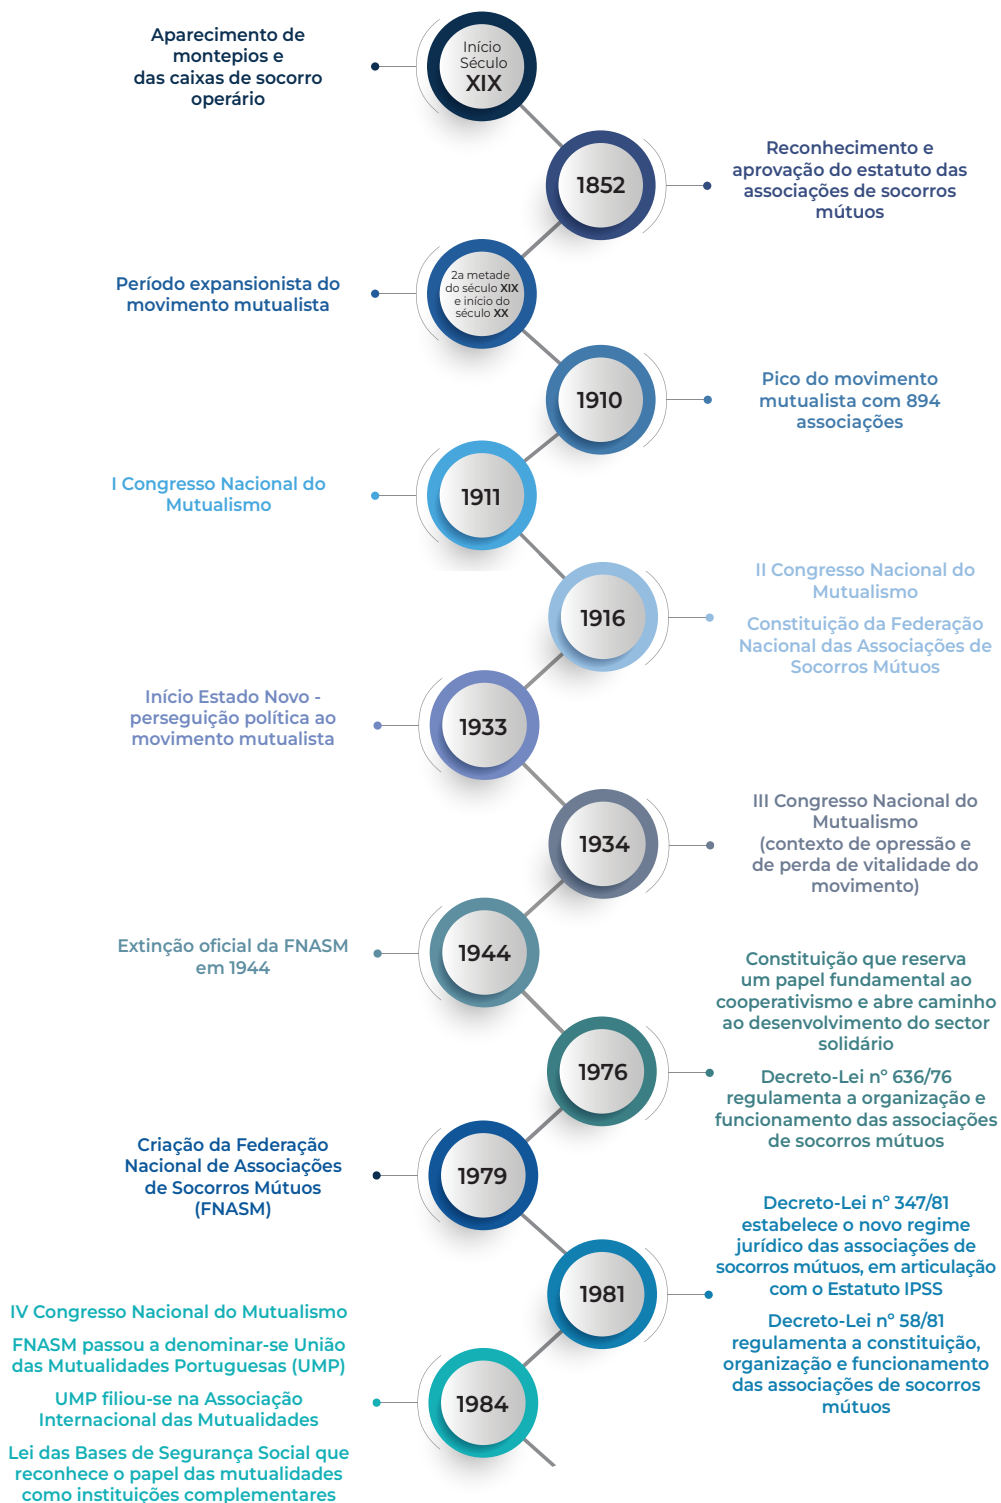 Aparecimento de
montepios e
das caixas de socorro
operário
Início
Século
XIX
1852
Reconhecimento e
aprovação do estatuto das
associações de socorros
mútuos
Período expansionista do
movimento mutualista
2a metade
do século XIX
e início do
século XX
1910
Pico do movimento
mutualista com 894
associações
I Congresso Nacional do
Mutualismo
1911
1916
II Congresso Nacional do
Mutualismo
Constituição da Federação
Nacional das Associações de
Socorros Mútuos
Início Estado Novo -
perseguição política ao
movimento mutualista
1933
1934
III Congresso Nacional do
Mutualismo
(contexto de opressão e
de perda de vitalidade do
movimento)
Extinção oficial da FNASM
em 1944
1944
1976
Constituição que reserva
um papel fundamental ao
cooperativismo e abre caminho
ao desenvolvimento do sector
solidário
Decreto-Lei nº 636/76
regulamenta a organização e
funcionamento das associações
de socorros mútuos
Criação da Federação
Nacional de Associações
de Socorros Mútuos
(FNASM)
1979
1981
Decreto-Lei nº 347/81
estabelece o novo regime
jurídico das associações de
socorros mútuos, em articulação
com o Estatuto IPSS
Decreto-Lei nº 58/81
regulamenta a constituição,
organização e funcionamento
das associações de socorros
mútuos
IV Congresso Nacional do Mutualismo
FNASM passou a denominar-se União
das Mutualidades Portuguesas (UMP)
UMP filiou-se na Associação
Internacional das Mutualidades
Lei das Bases de Segurança Social que
reconhece o papel das mutualidades
como instituições complementares
1984